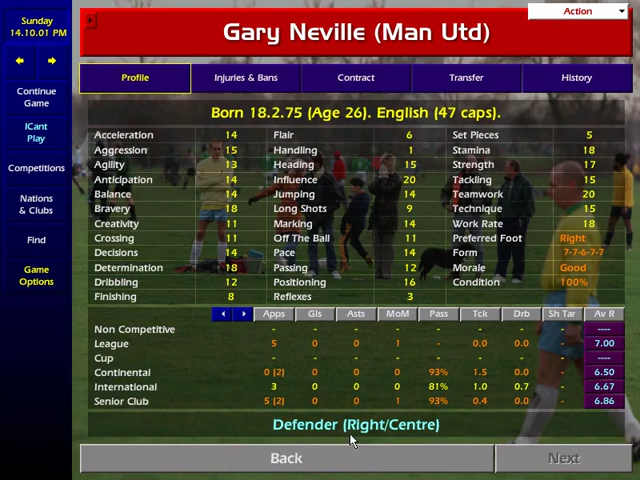 Sunday
14.10.01 PM
Continue
Game
ICant
Play
Competitions
Nations
& Clubs
Find
Game
Options
Action
Gary Neville (Man Utd)
Profile Injuries & Bans Contract Transfer History
Born 18.2.75 (Age 26). English (47 caps).
Acceleration 14 Flair 6 Set Pieces 5
Aggression 15 Handling 1 Stamina 18
Agility 13 Heading 15 Strength 17
Anticipation 14 Influence 20 Tackling 15
Balance 14 Jumping 14 Teamwork 20
Bravery 18 Long Shots 9 Technique 15
Creativity 11 Marking 14 Work Rate 18
Crossing 11 Off The Ball 11 Preferred Foot Right
Decisions 14 Pace 14 Form 7-7-6-7
Determination 18 Passing 12 Morale Good
Dribbling 12 Positioning 16 Condition 100%
Finishing 8 Reflexes 3
Apps Gls Asts MoM Pass Tck Drb Sh Tar Av R
Non Competitive - - - - - - - - ----
League 5 0 0 1 - 0.0 0.0 7.00
Cup - - - - - - - - ----
Continental 0 (2) 0 0 0 93% 1.5 0.0 - 6.50
International 3 0 0 0 81% 1.0 0.7 - 6.67
Senior Club 5 (2) 0 0 1 93% 0.4 0.0 - 6.86
Defender (Right/Centre)
Back Next